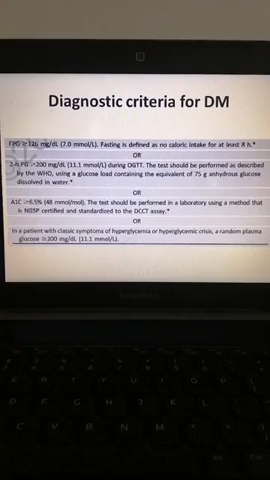 Diagnostic criteria for DM
FPG ≥126 mg/dL (7.0 mmol/L). Fasting is defined as no caloric intake for at least 8 h.*
OR
2-h PG ≥200 mg/dL (11.1 mmol/L) during OGTT. The test should be performed as described
by the WHO, using a glucose load containing the equivalent of 75 g anhydrous glucose
dissolved in water.*
OR
A1C ≥6.5% (48 mmol/mol). The test should be performed in a laboratory using a method that
is NGSP certified and standardized to the DCCT assay.*
OR
In a patient with classic symptoms of hyperglycemia or hyperglycemic crisis, a random plasma
glucose ≥200 mg/dL (11.1 mmol/L).
E R T Y U I O P
D F G H J K L
C V B N M